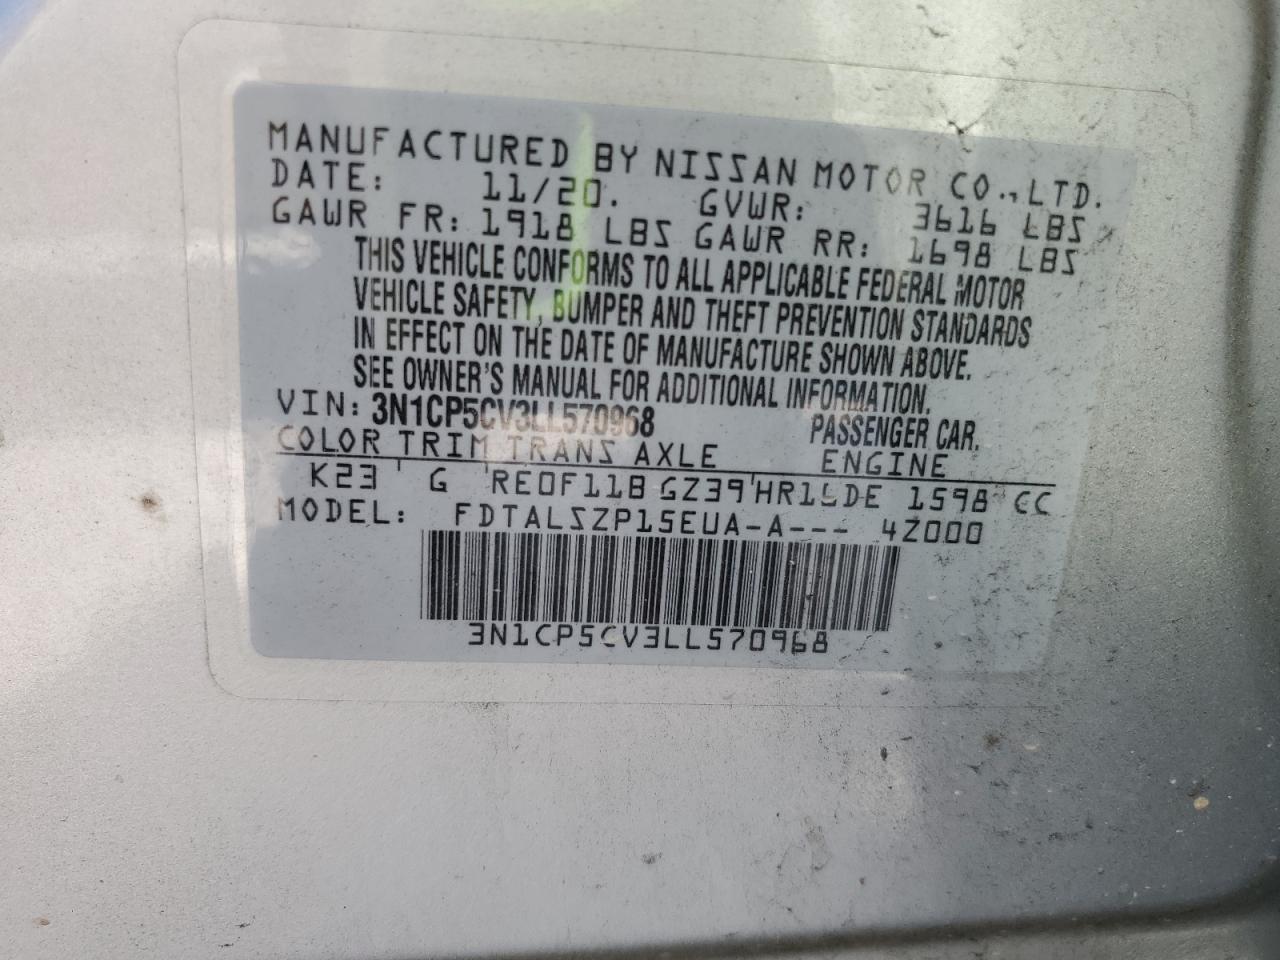 MANUFACTURED BY NISSAN MOTOR CO., LTD.
DATE: 11/20. GVWR: 3616 LBS
GAWR FR: 1918 LBS GAWR RR: 1698 LBS
THIS VEHICLE CONFORMS TO ALL APPLICABLE FEDERAL MOTOR
VEHICLE SAFETY, BUMPER AND THEFT PREVENTION STANDARDS
IN EFFECT ON THE DATE OF MANUFACTURE SHOWN ABOVE.
SEE OWNER'S MANUAL FOR ADDITIONAL INFORMATION.
VIN: 3N1CP5CV3LL570968 PASSENGER CAR.
COLOR TRIM TRANS AXLE ENGINE
K23 G RE0F11B GZ39 HR16DE 1598 CC
MODEL: FDTALSZP15EUA-A--- 4Z000
3N1CP5CV3LL570968